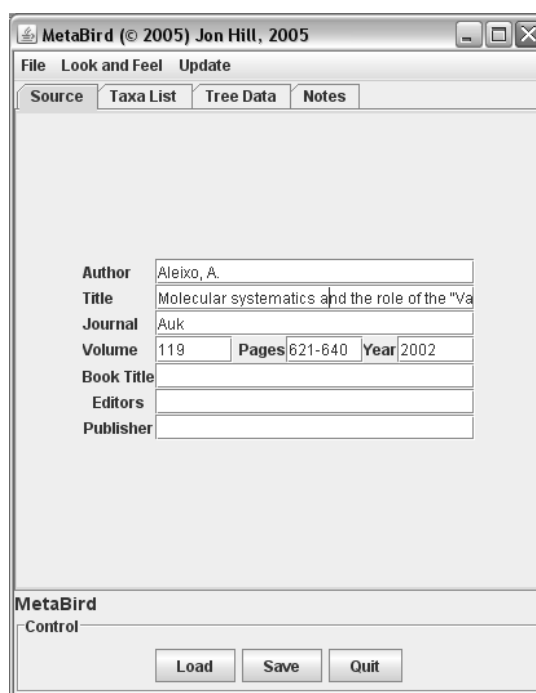 MetaBird (© 2005) Jon Hill, 2005
File Look and Feel Update
Source Taxa List Tree Data Notes
Author Aleixo, A.
Title Molecular systematics and the role of the "Va
Journal Auk
Volume 119 Pages 621-640 Year 2002
Book Title
Editors
Publisher
MetaBird
Control
Load Save Quit